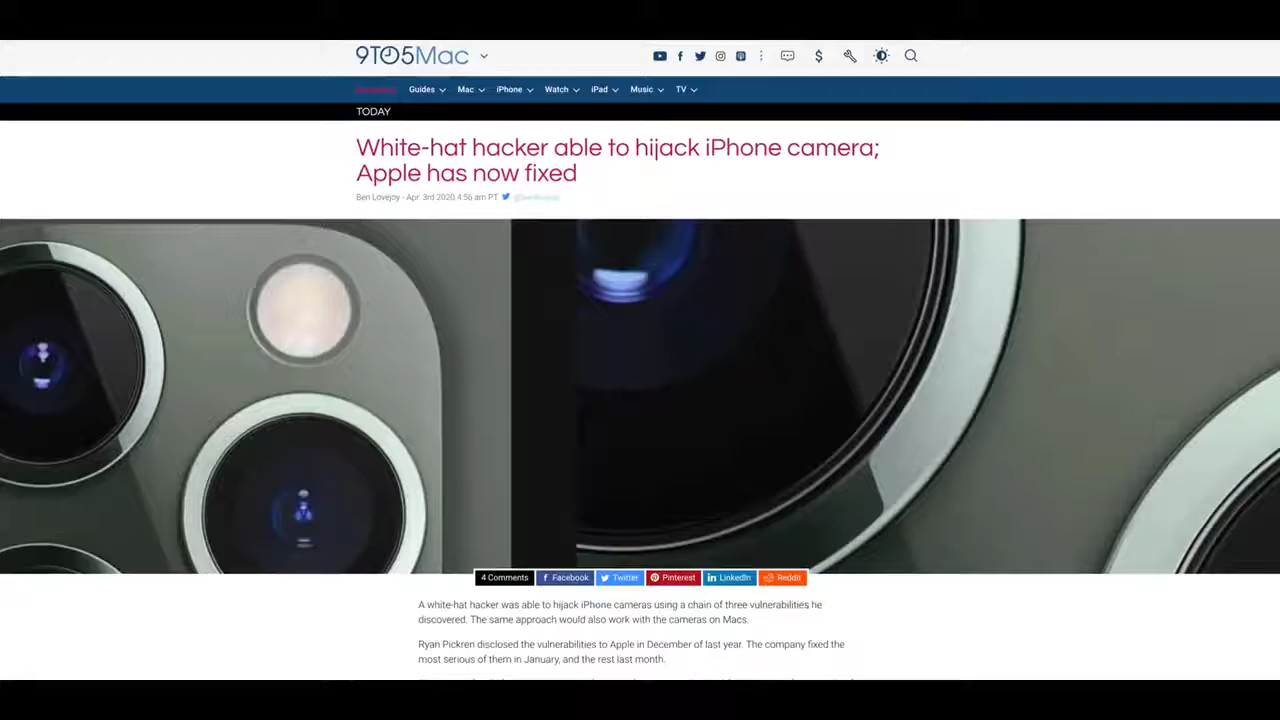 9TO5Mac
$
Guides Mac iPhone Watch iPad Music TV
TODAY
White-hat hacker able to hijack iPhone camera;
Apple has now fixed
Ben Lovejoy - Apr. 3rd 2020 4:56 am PT
4 Comments Facebook Twitter Pinterest LinkedIn Reddit
A white-hat hacker was able to hijack iPhone cameras using a chain of three vulnerabilities he
discovered. The same approach would also work with the cameras on Macs.
Ryan Pickren disclosed the vulnerabilities to Apple in December of last year. The company fixed the
most serious of them in January, and the rest last month.